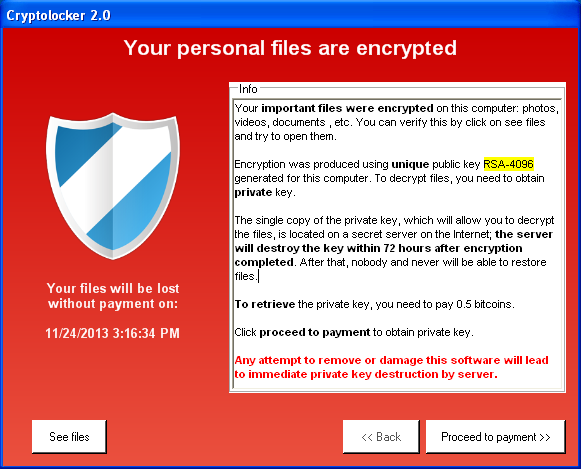 Cryptolocker 2.0
Your personal files are encrypted
Info
Your important files were encrypted on this computer: photos,
videos, documents , etc. You can verify this by click on see files
and try to open them.
Encryption was produced using unique public key RSA-4096
generated for this computer. To decrypt files, you need to obtain
private key.
The single copy of the private key, which will allow you to decrypt
the files, is located on a secret server on the Internet; the server
will destroy the key within 72 hours after encryption
completed. After that, nobody and never will be able to restore
files.
To retrieve the private key, you need to pay 0.5 bitcoins.
Click proceed to payment to obtain private key.
Any attempt to remove or damage this software will lead
to immediate private key destruction by server.
Your files will be lost
without payment on:
11/24/2013 3:16:34 PM
See files
<< Back
Proceed to payment >>